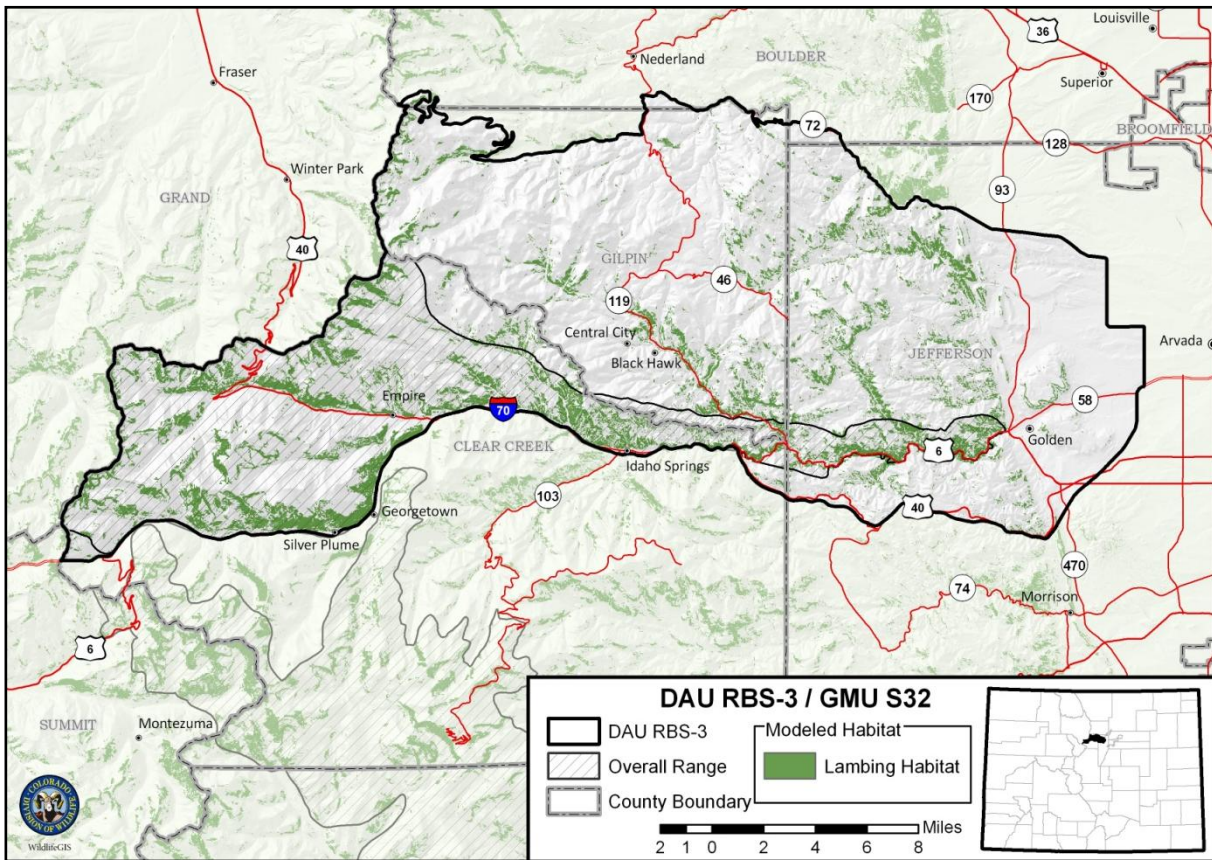 Louisville
36
Nederland
BOULDER
Fraser
Superior
170
72
BROOMFIELD
128
Winter Park
GRAND
93
40
GILPIN
46
119
Central City
Black Hawk
JEFFERSON
Arvada
Empire
70
58
CLEAR CREEK
Golden
6
Idaho Springs
103
40
Georgetown
Silver Plume
470
74
Morrison
6
SUMMIT
Montezuma
DAU RBS-3 / GMU S32
DAU RBS-3
Overall Range
County Boundary
Modeled Habitat
Lambing Habitat
2 1 0 2 4 6 8 Miles
COLORADO
DIVISION OF WILDLIFE
WildlifeGIS